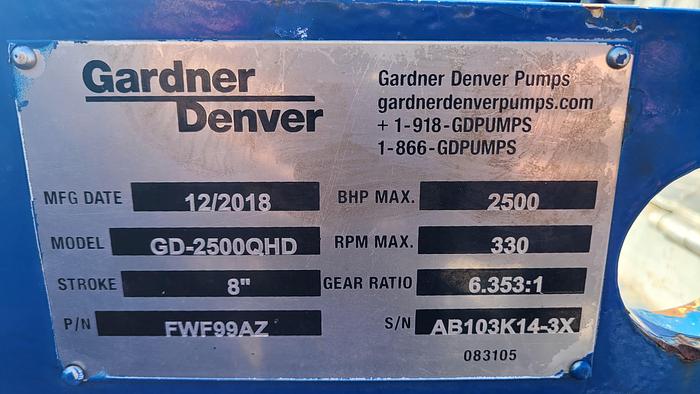 Gardner
Denver
Gardner Denver Pumps
gardnerdenverpumps.com
+ 1-918-GDPUMPS
1-866-GDPUMPS
MFG DATE 12/2018 BHP MAX. 2500
MODEL GD-2500QHD RPM MAX. 330
STROKE 8" GEAR RATIO 6.353:1
P/N FWF99AZ S/N AB103K14-3X
083105